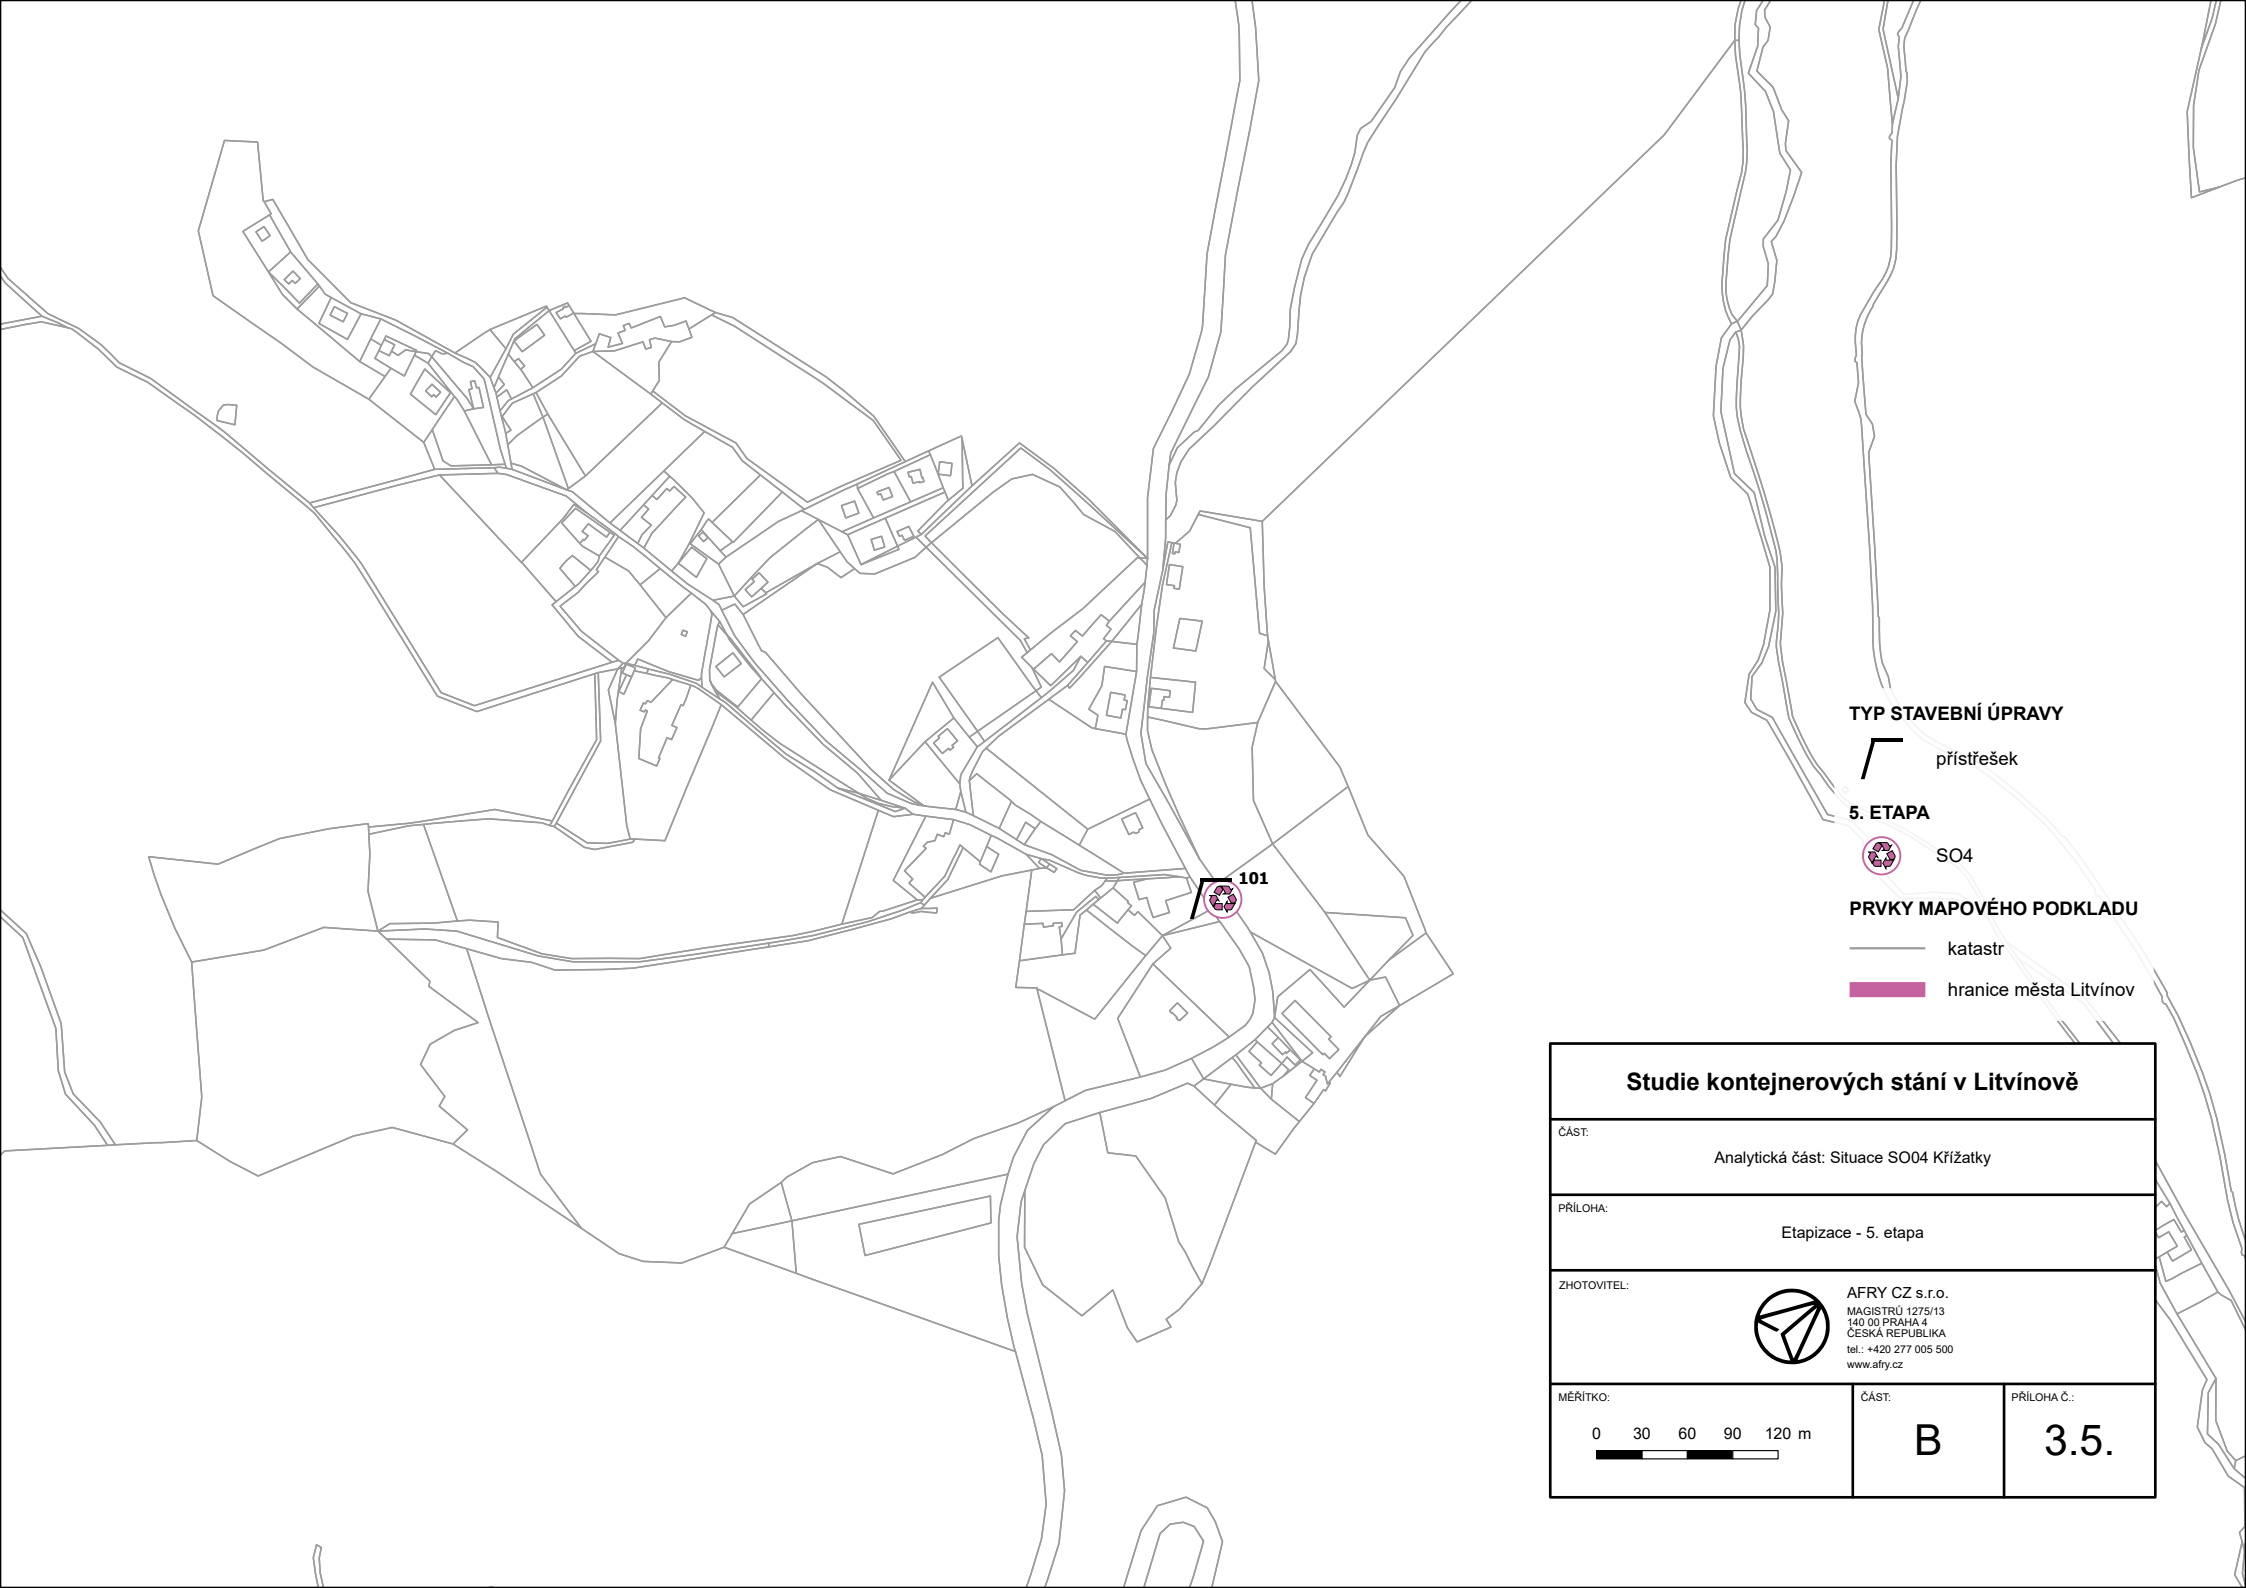 101
TYP STAVEBNÍ ÚPRAVY
přístřešek
5. ETAPA
SO4
PRVKY MAPOVÉHO PODKLADU
katastr
hranice města Litvínov
Studie kontejnerových stání v Litvínově
ČÁST:
Analytická část: Situace SO04 Křížatky
PŘÍLOHA:
Etapizace - 5. etapa
ZHOTOVITEL:
AFRY CZ s.r.o.
MAGISTRŮ 1275/13
140 00 PRAHA 4
ČESKÁ REPUBLIKA
tel.: +420 277 005 500
www.afry.cz
MĚŘÍTKO:
0 30 60 90 120 m
ČÁST:
B
PŘÍLOHA Č.:
3.5.